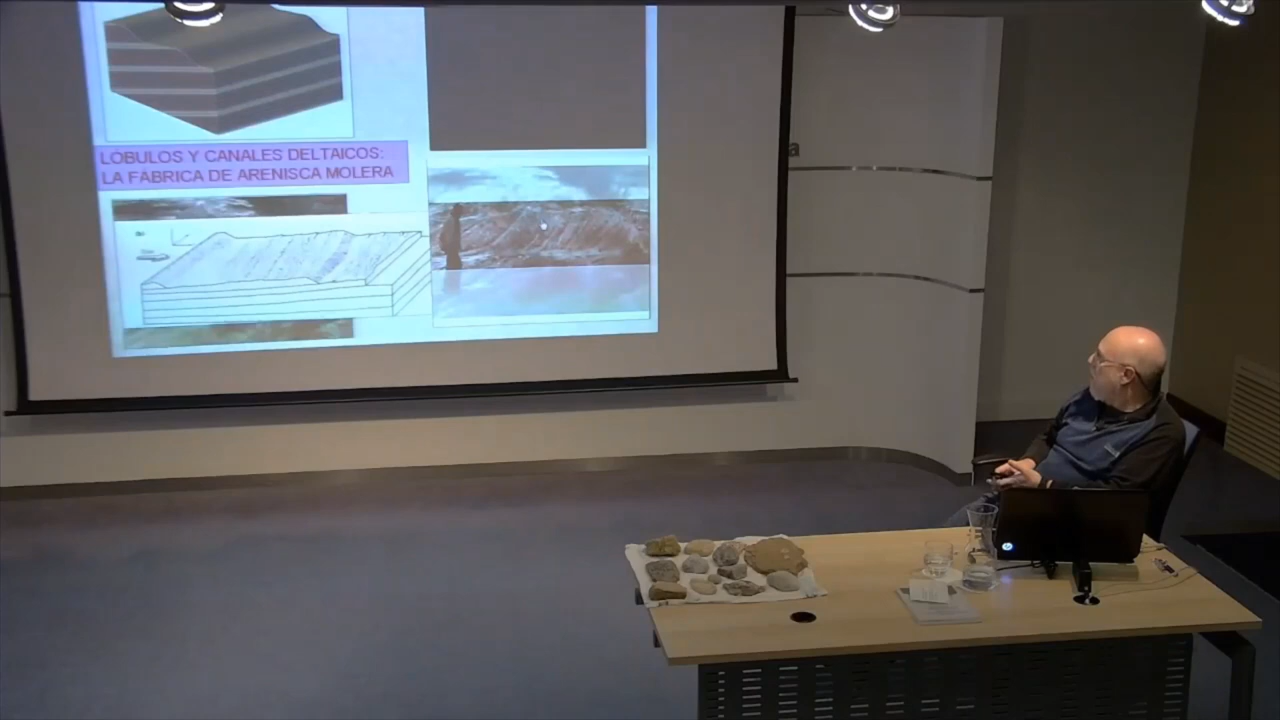 LÓBULOS Y CANALES DELTAICOS:
LA FÁBRICA DE ARENISCA MOLERA
a